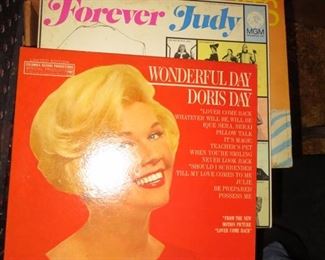 Forever Judy
MGM
LIMITED EDITION
WONDERFUL DAY
DORIS DAY
"LOVER COME BACK
WHATEVER WILL BE, WILL BE
(QUE SERA, SERA)
PILLOW TALK
IT'S MAGIC
TEACHER'S PET
WHEN YOU'RE SMILING
NEVER LOOK BACK
"SHOULD I SURRENDER
TILL MY LOVE COMES TO ME
JULIE
BE PREPARED
POSSESS ME
"FROM THE NEW
MOTION PICTURE
"LOVER COME BACK"